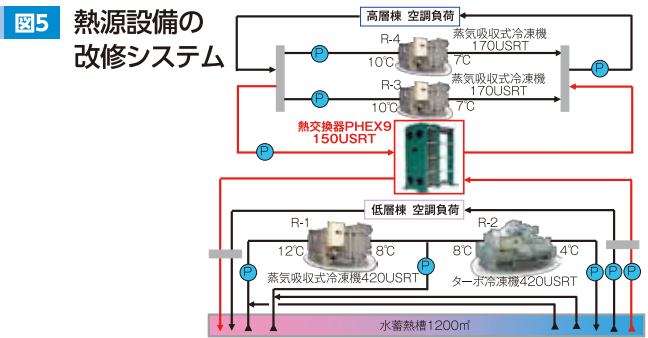 図5 熱源設備の
改修システム
高層棟 空調負荷
R-4
蒸気吸収式冷凍機
170USRT
P
10℃
7℃
P
R-3
蒸気吸収式冷凍機
170USRT
P
10℃
7℃
熱交換器PHEX9
150USRT
P
低層棟 空調負荷
R-1
R-2
12℃
8℃
8℃
4℃
P
P
P
P
P
蒸気吸収式冷凍機420USRT
ターボ冷凍機420USRT
水蓄熱槽1200㎥